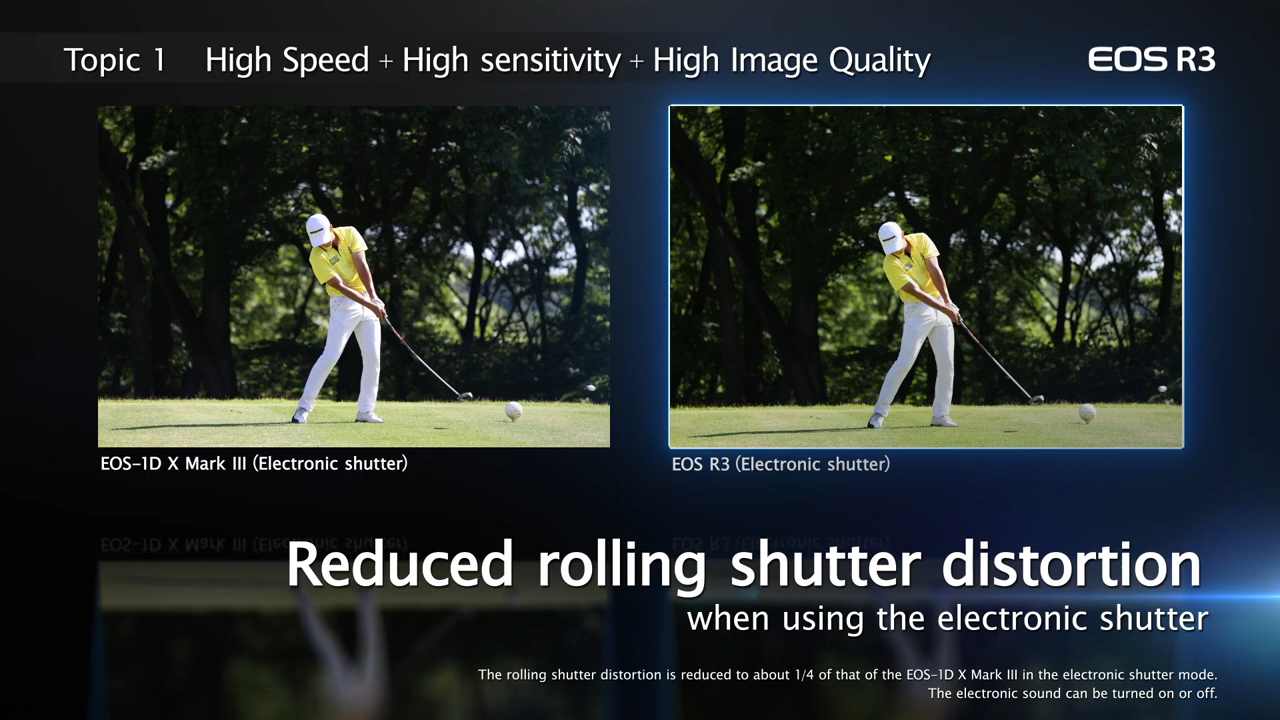 Topic 1 High Speed + High sensitivity + High Image Quality
EOS R3
EOS-1D X Mark III (Electronic shutter)
EOS R3 (Electronic shutter)
Reduced rolling shutter distortion
when using the electronic shutter
The rolling shutter distortion is reduced to about 1/4 of that of the EOS-1D X Mark III in the electronic shutter mode.
The electronic sound can be turned on or off.